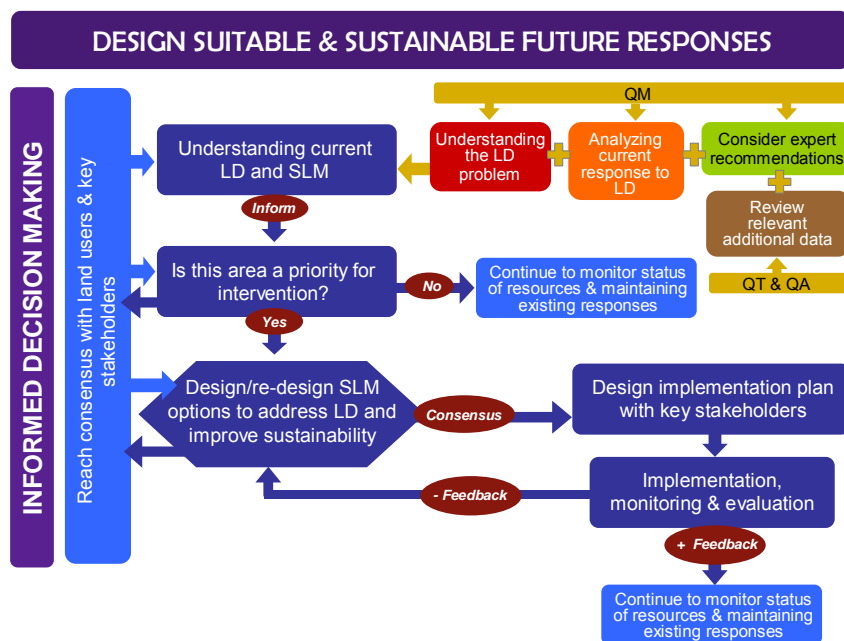 DESIGN SUITABLE & SUSTAINABLE FUTURE RESPONSES
INFORMED DECISION MAKING
Reach consensus with land users & key
stakeholders
QM
Understanding current
LD and SLM
Understanding
the LD
problem
Analyzing
current
response to
LD
Consider expert
recommendations
Review
relevant
additional data
QT & QA
Inform
Is this area a priority for
intervention?
No
Continue to monitor status
of resources & maintaining
existing responses
Yes
Design/re-design SLM
options to address LD and
improve sustainability
Consensus
Design implementation plan
with key stakeholders
Implementation,
monitoring & evaluation
- Feedback
+ Feedback
Continue to monitor status
of resources & maintaining
existing responses